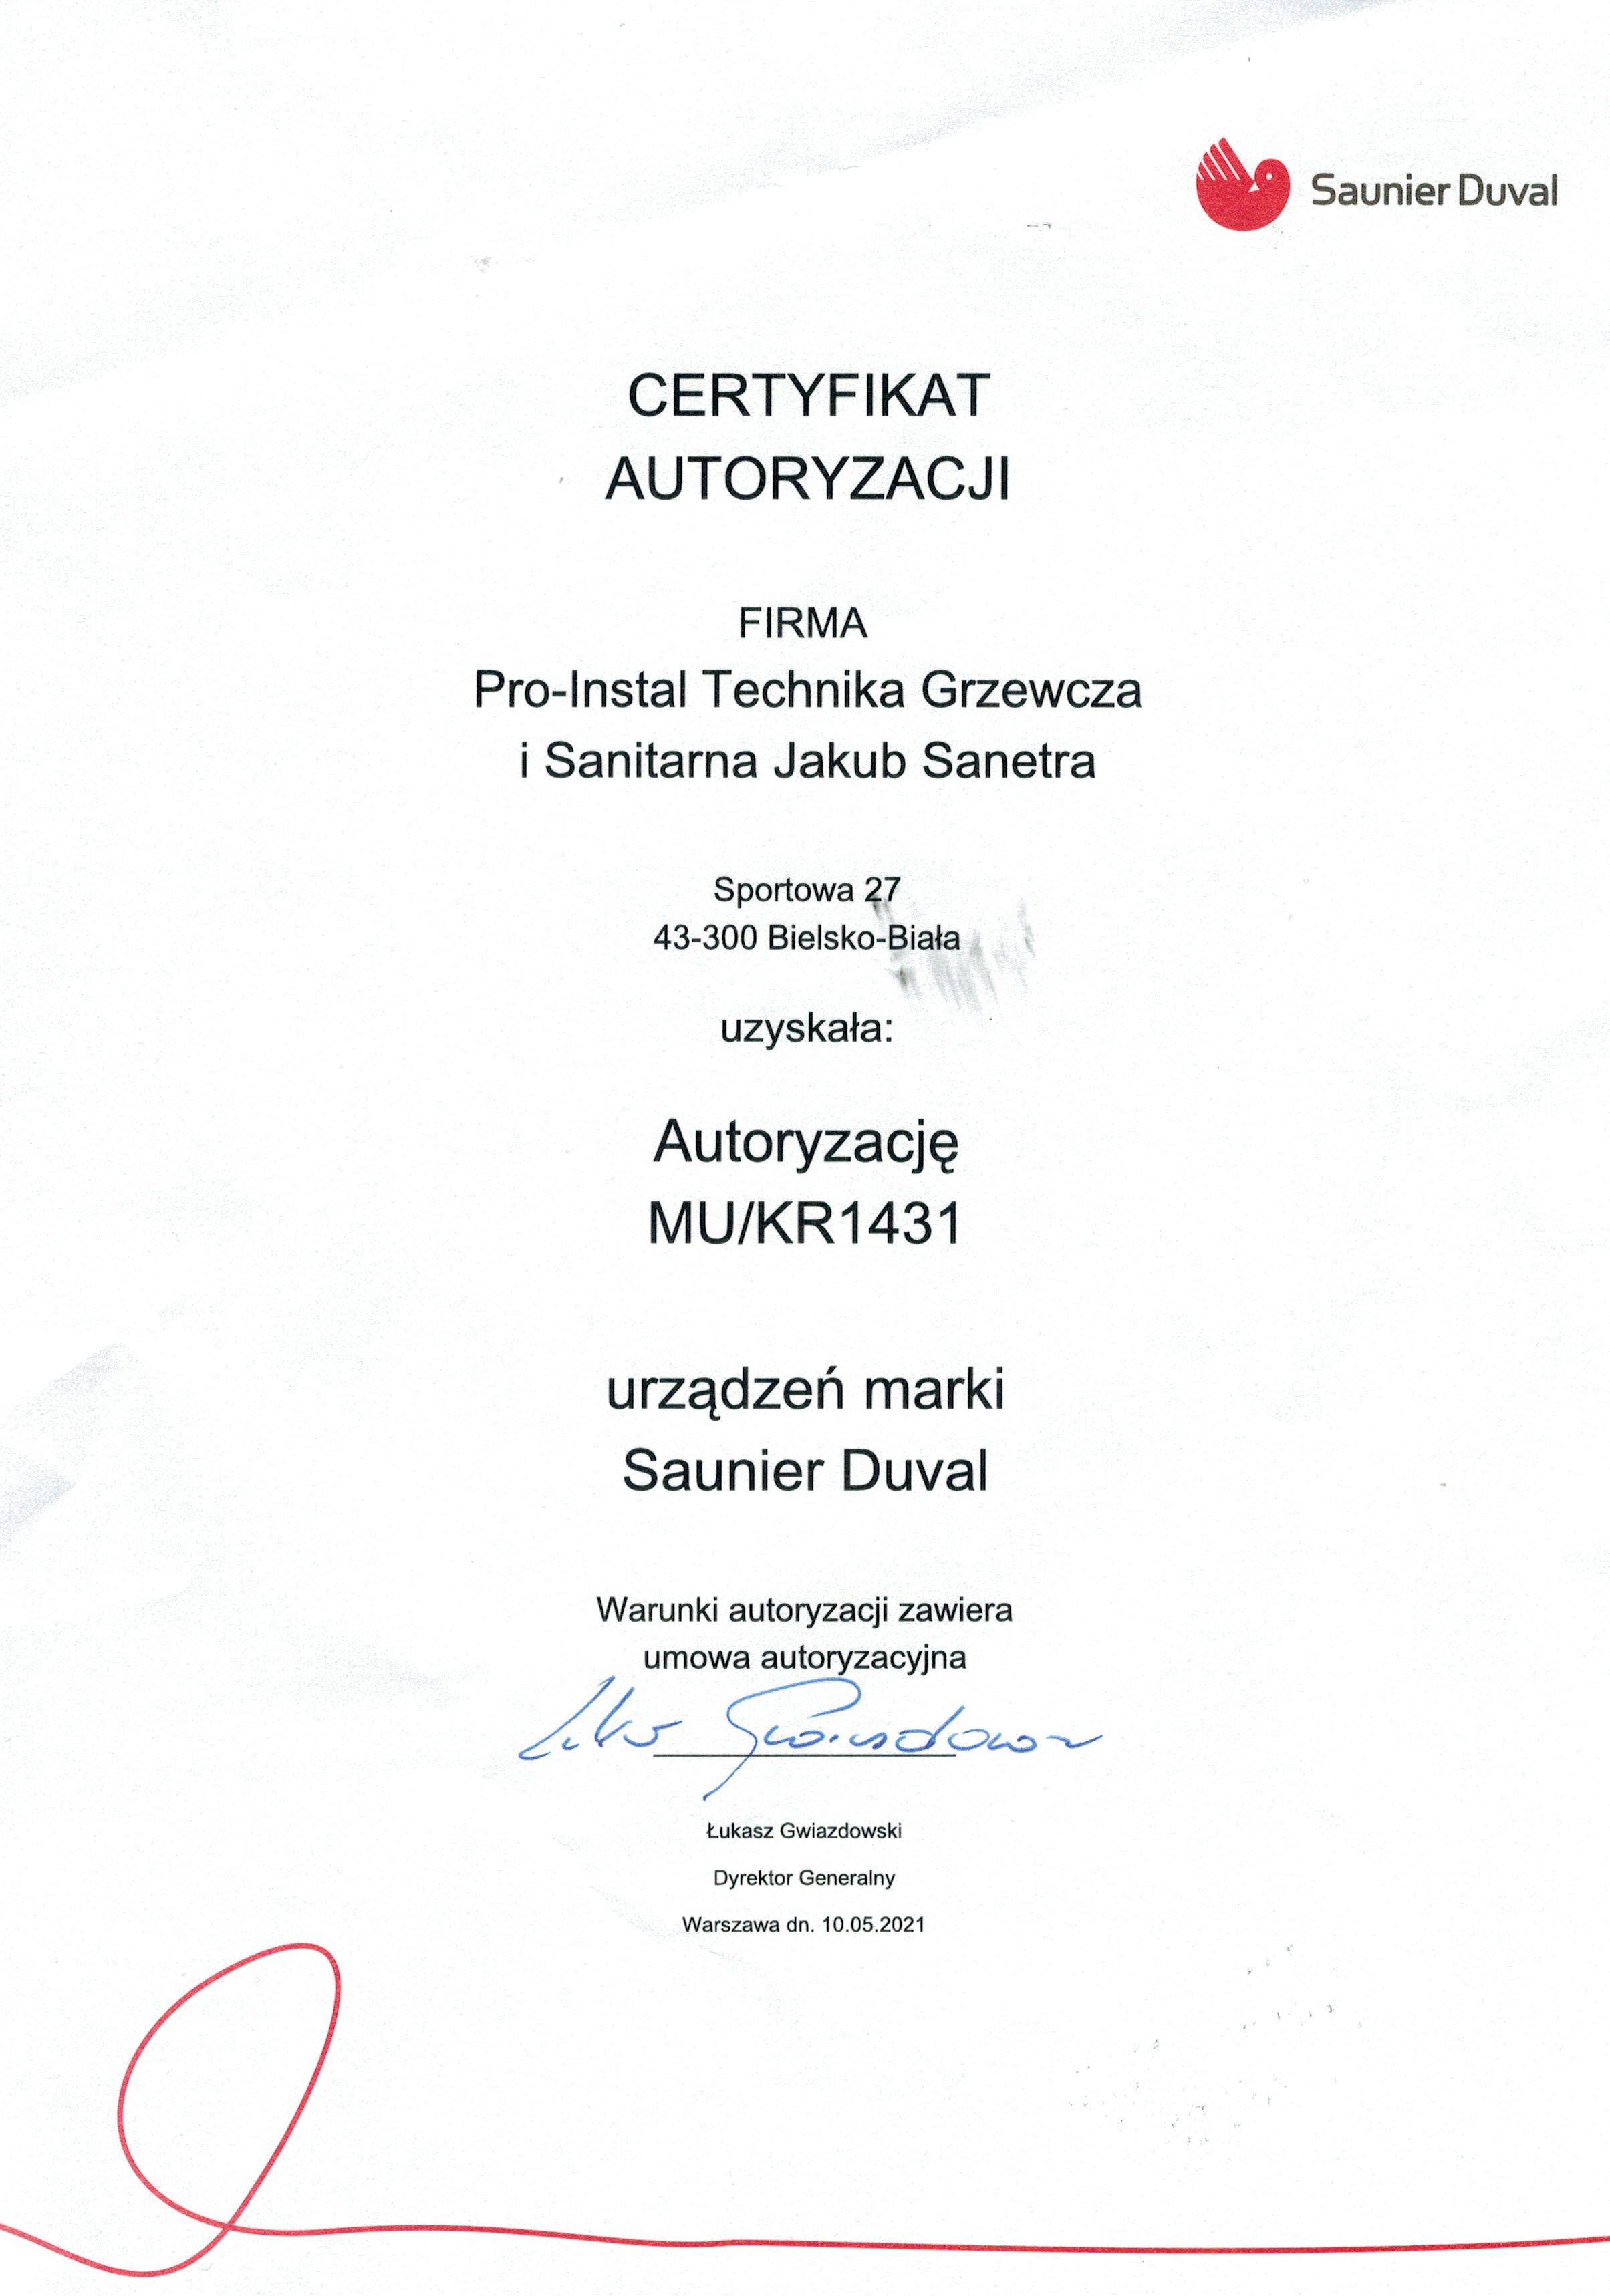 Saunier Duval
CERTYFIKAT
AUTORYZACJI
FIRMA
Pro-Instal Technika Grzewcza
i Sanitarna Jakub Sanetra
Sportowa 27
43-300 Bielsko-Biała
uzyskała:
Autoryzację
MU/KR1431
urządzeń marki
Saunier Duval
Warunki autoryzacji zawiera
umowa autoryzacyjna
Łukasz Gwiazdowski
Dyrektor Generalny
Warszawa dn. 10.05.2021